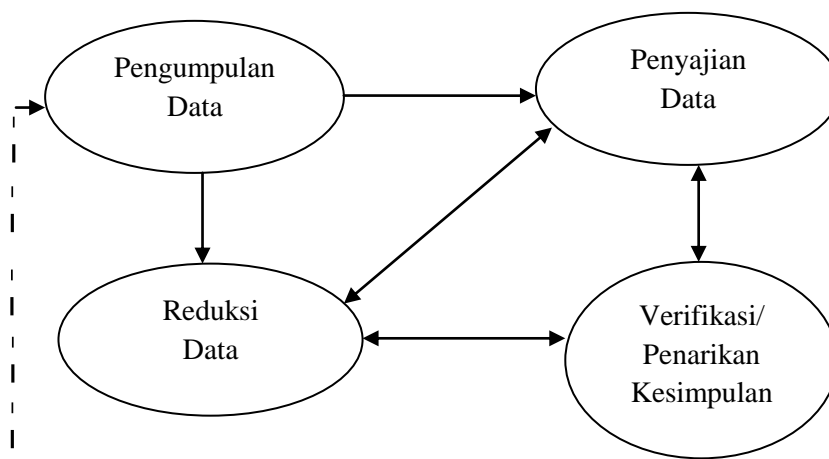 Pengumpulan
Data
Penyajian
Data
Reduksi
Data
Verifikasi/
Penarikan
Kesimpulan